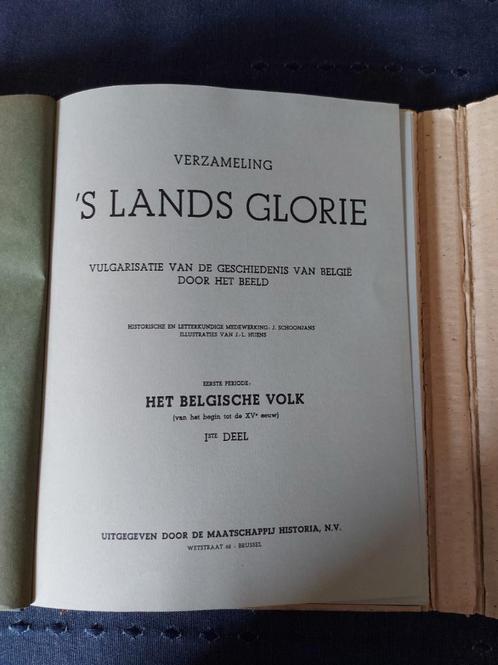 VERZAMELING
'S LANDS GLORIE
VULGARISATIE VAN DE GESCHIEDENIS VAN BELGIË
DOOR HET BEELD
HISTORISCHE EN LETTERKUNDIGE MEDEWERKING: J. SCHOONJANS
ILLUSTRATIES VAN J.-L. HUENS
EERSTE PERIODE:
HET BELGISCHE VOLK
(van het begin tot de XVe eeuw)
ISTE DEEL
UITGEGEVEN DOOR DE MAATSCHAPPIJ HISTORIA, N.V.
WETSTRAAT 68 - BRUSSEL